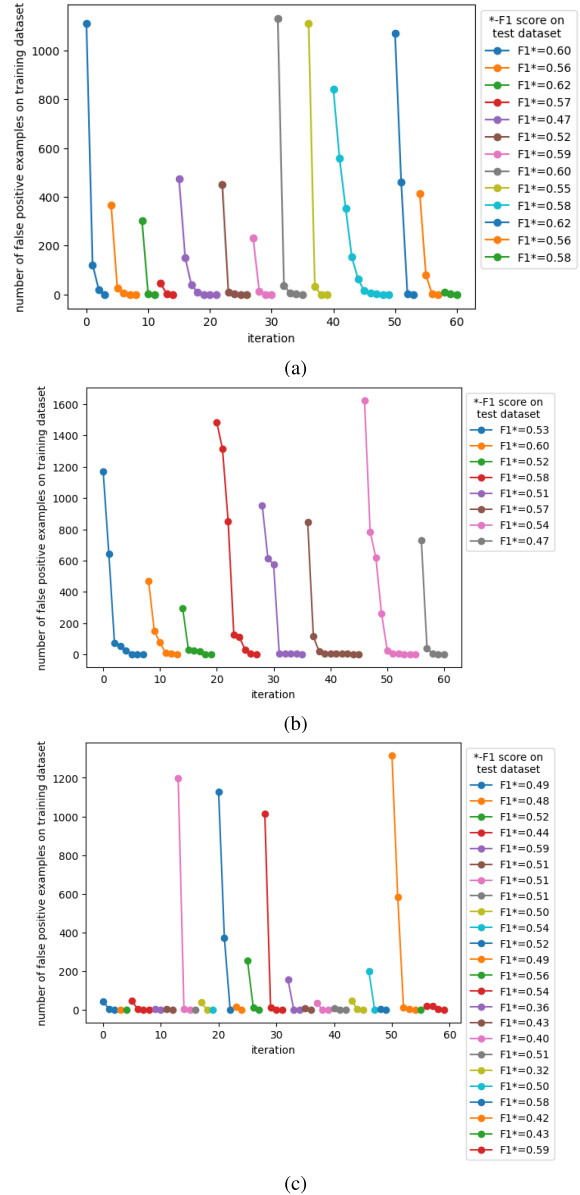 number of false positive examples on training dataset
1000
800
600
400
200
0
0
10
20
30
40
50
60
iteration
*-F1 score on
test dataset
F1*=0.60
F1*=0.56
F1*=0.62
F1*=0.57
F1*=0.47
F1*=0.52
F1*=0.59
F1*=0.60
F1*=0.55
F1*=0.58
F1*=0.62
F1*=0.56
F1*=0.58
(a)
number of false positive examples on training dataset
1600
1400
1200
1000
800
600
400
200
0
0
10
20
30
40
50
60
iteration
*-F1 score on
test dataset
F1*=0.53
F1*=0.60
F1*=0.52
F1*=0.58
F1*=0.51
F1*=0.57
F1*=0.54
F1*=0.47
(b)
number of false positive examples on training dataset
1200
1000
800
600
400
200
0
0
10
20
30
40
50
60
iteration
*-F1 score on
test dataset
F1*=0.49
F1*=0.48
F1*=0.52
F1*=0.44
F1*=0.59
F1*=0.51
F1*=0.51
F1*=0.51
F1*=0.50
F1*=0.54
F1*=0.52
F1*=0.49
F1*=0.56
F1*=0.54
F1*=0.36
F1*=0.43
F1*=0.40
F1*=0.51
F1*=0.32
F1*=0.50
F1*=0.58
F1*=0.42
F1*=0.43
F1*=0.59
(c)